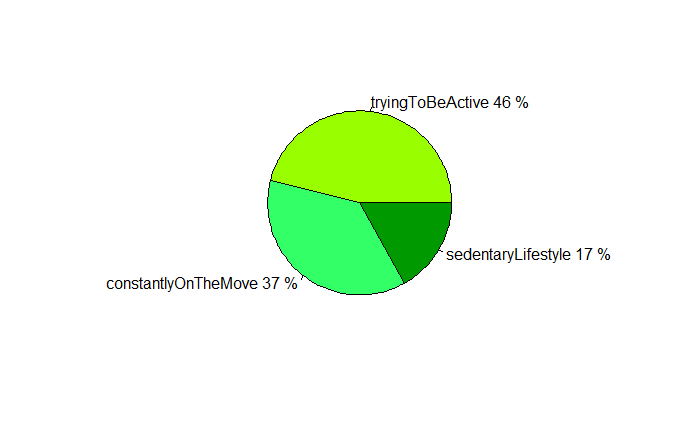 tryingToBeActive 46 %
sedentaryLifestyle 17 %
constantlyOnTheMove 37 %